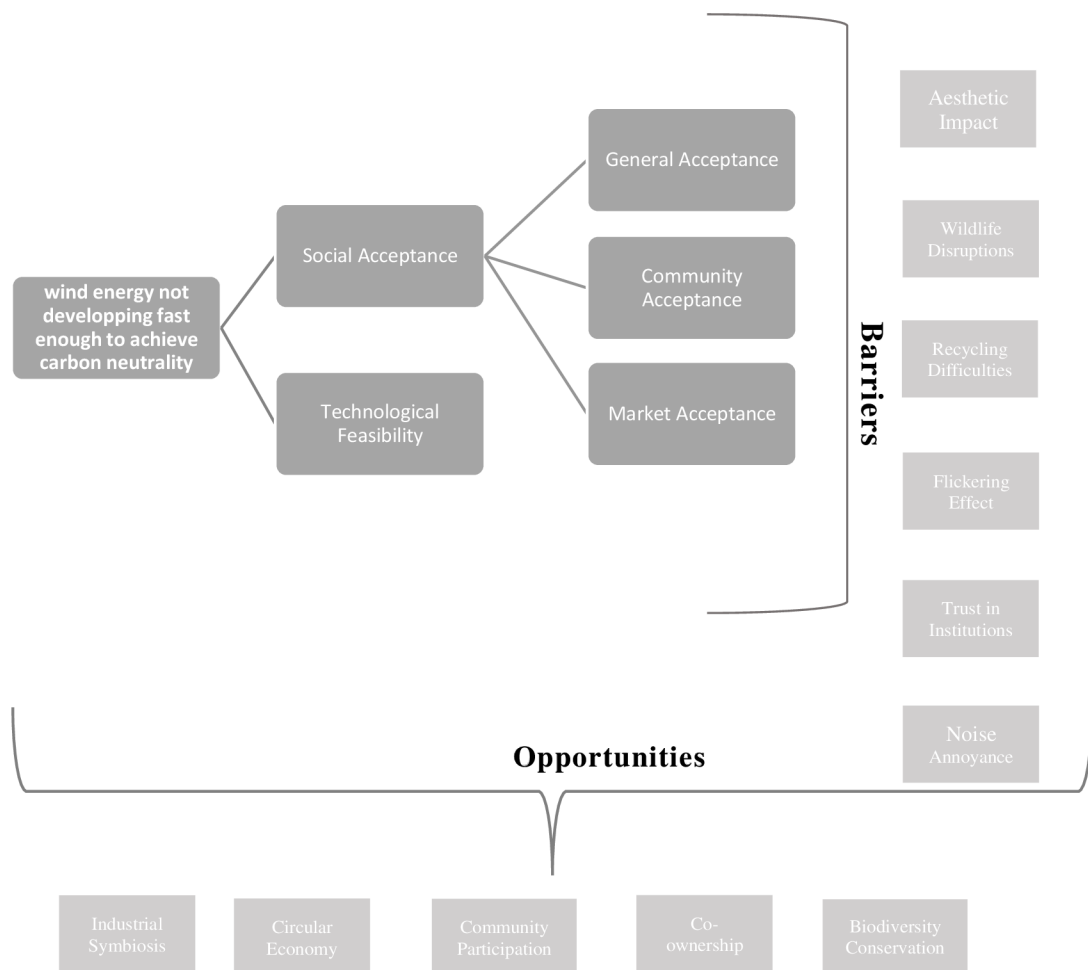 wind energy not
developping fast
enough to achieve
carbon neutrality
Social Acceptance
Technological
Feasibility
General Acceptance
Community
Acceptance
Market Acceptance
Barriers
Aesthetic
Impact
Wildlife
Disruptions
Recycling
Difficulties
Flickering
Effect
Trust in
Institutions
Noise
Annoyance
Opportunities
Industrial
Symbiosis
Circular
Economy
Community
Participation
Co-
ownership
Biodiversity
Conservation